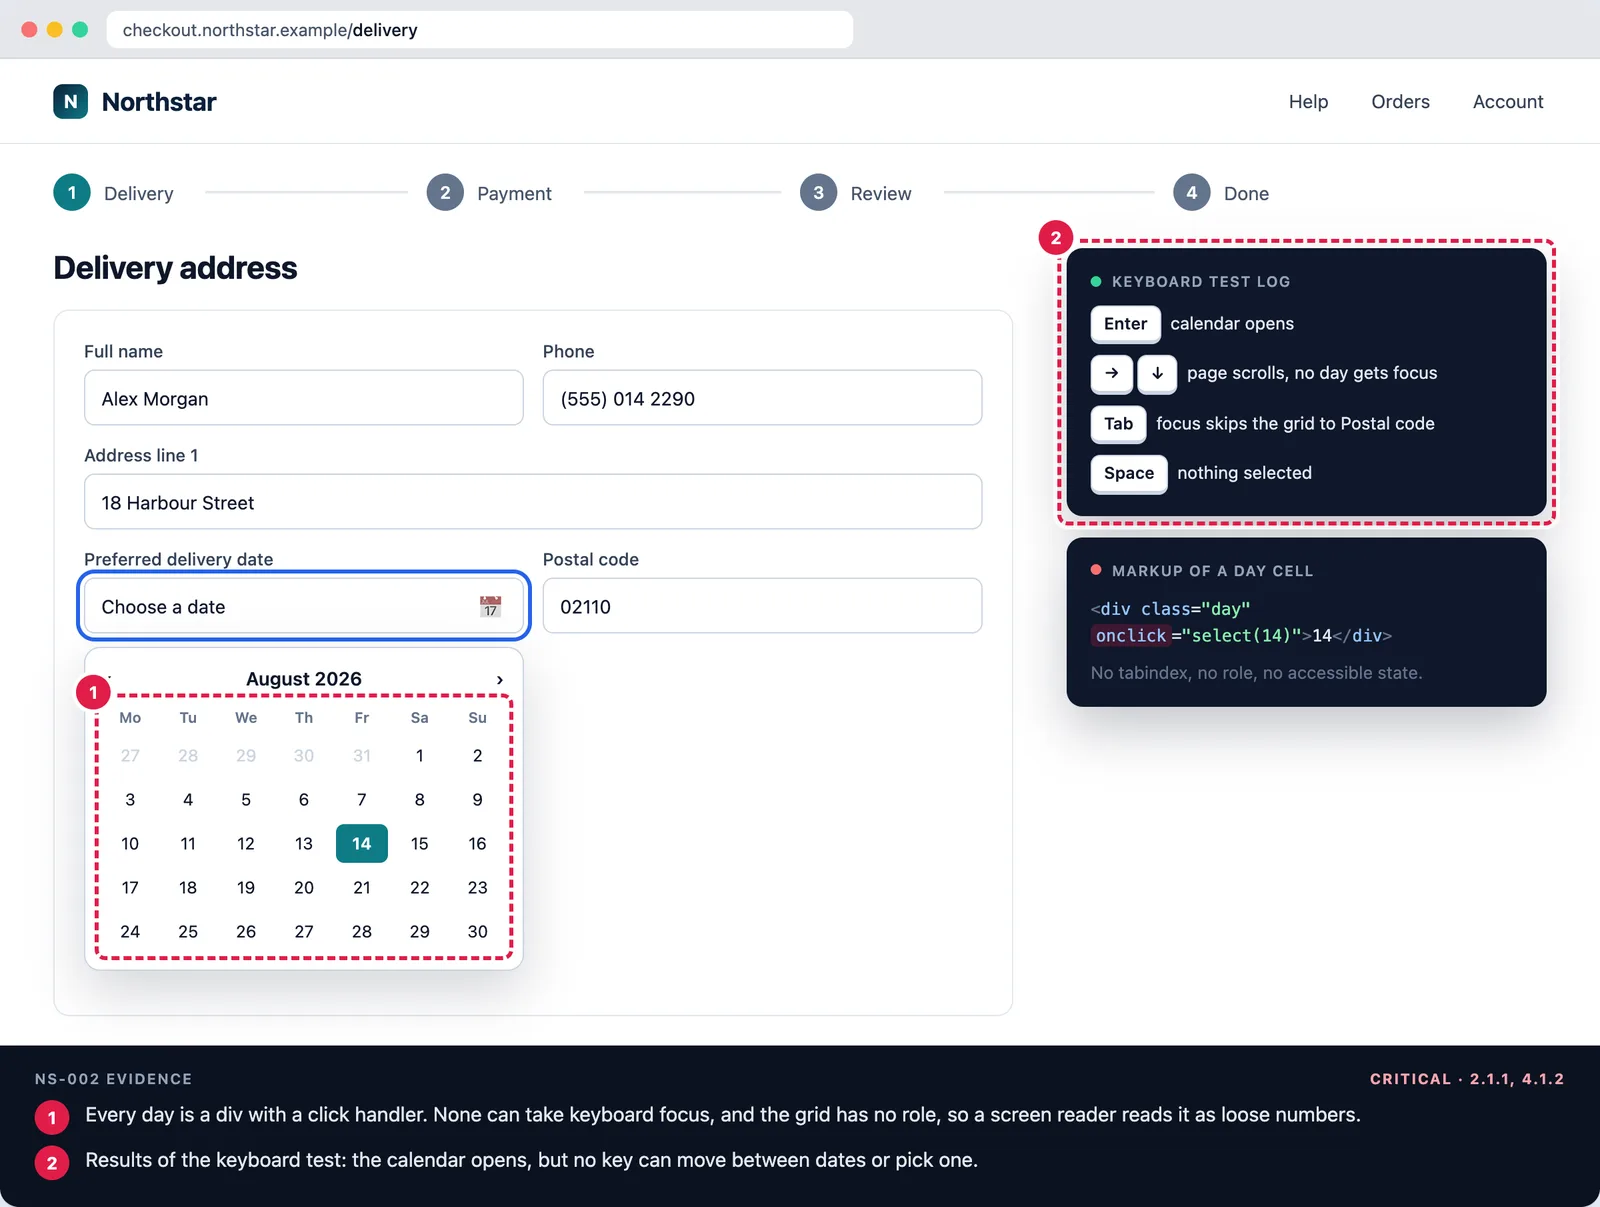 checkout.northstar.example/delivery
N Northstar
Help Orders Account
1 Delivery 2 Payment 3 Review 4 Done
Delivery address
Full name
Alex Morgan
Phone
(555) 014 2290
Address line 1
18 Harbour Street
Preferred delivery date
Choose a date
17
Postal code
02110
August 2026 ›
1
Mo Tu We Th Fr Sa Su
27 28 29 30 31 1 2
3 4 5 6 7 8 9
10 11 12 13 14 15 16
17 18 19 20 21 22 23
24 25 26 27 28 29 30
2
KEYBOARD TEST LOG
Enter calendar opens
→ ↓ page scrolls, no day gets focus
Tab focus skips the grid to Postal code
Space nothing selected
MARKUP OF A DAY CELL
<div class="day"
onclick="select(14)">14</div>
No tabindex, no role, no accessible state.
NS-002 EVIDENCE
CRITICAL · 2.1.1, 4.1.2
1 Every day is a div with a click handler. None can take keyboard focus, and the grid has no role, so a screen reader reads it as loose numbers.
2 Results of the keyboard test: the calendar opens, but no key can move between dates or pick one.